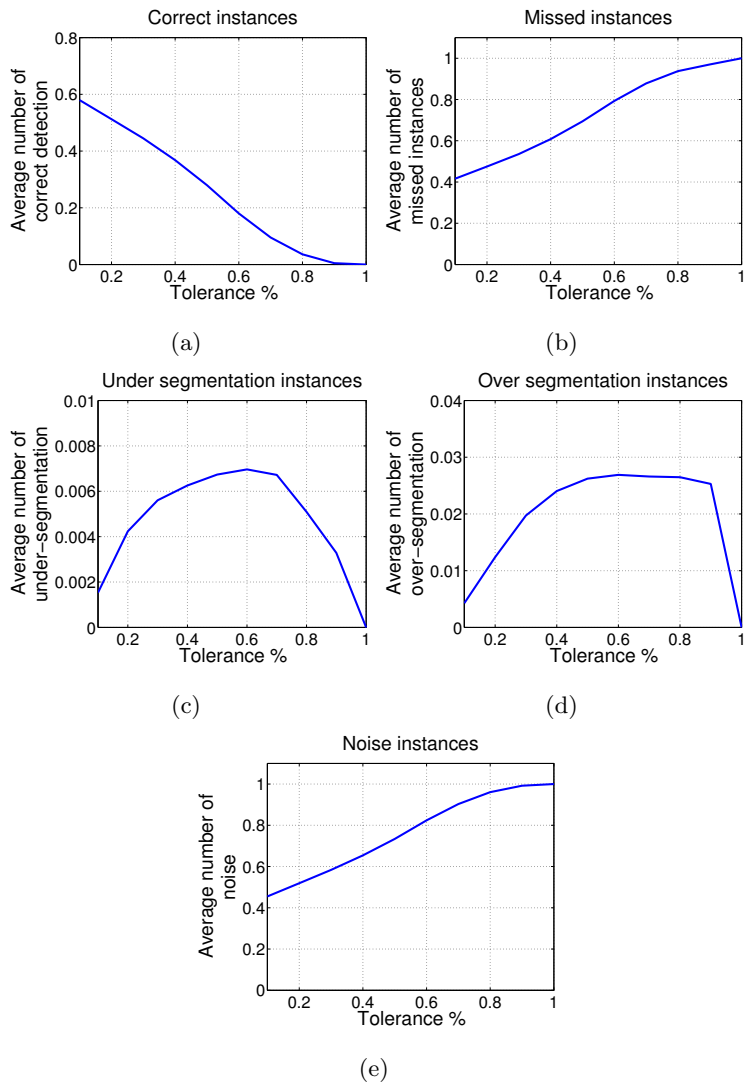 Correct instances
0.8
0.6
0.4
0.2
0
Average number of
correct detection
0.2 0.4 0.6 0.8 1
Tolerance %
(a)
Missed instances
1
0.8
0.6
0.4
0.2
0
Average number of
missed instances
0.2 0.4 0.6 0.8 1
Tolerance %
(b)
Under segmentation instances
0.01
0.008
0.006
0.004
0.002
0
Average number of
under−segmentation
0.2 0.4 0.6 0.8 1
Tolerance %
(c)
Over segmentation instances
0.04
0.03
0.02
0.01
0
Average number of
over−segmentation
0.2 0.4 0.6 0.8 1
Tolerance %
(d)
Noise instances
1
0.8
0.6
0.4
0.2
0
Average number of
noise
0.2 0.4 0.6 0.8 1
Tolerance %
(e)